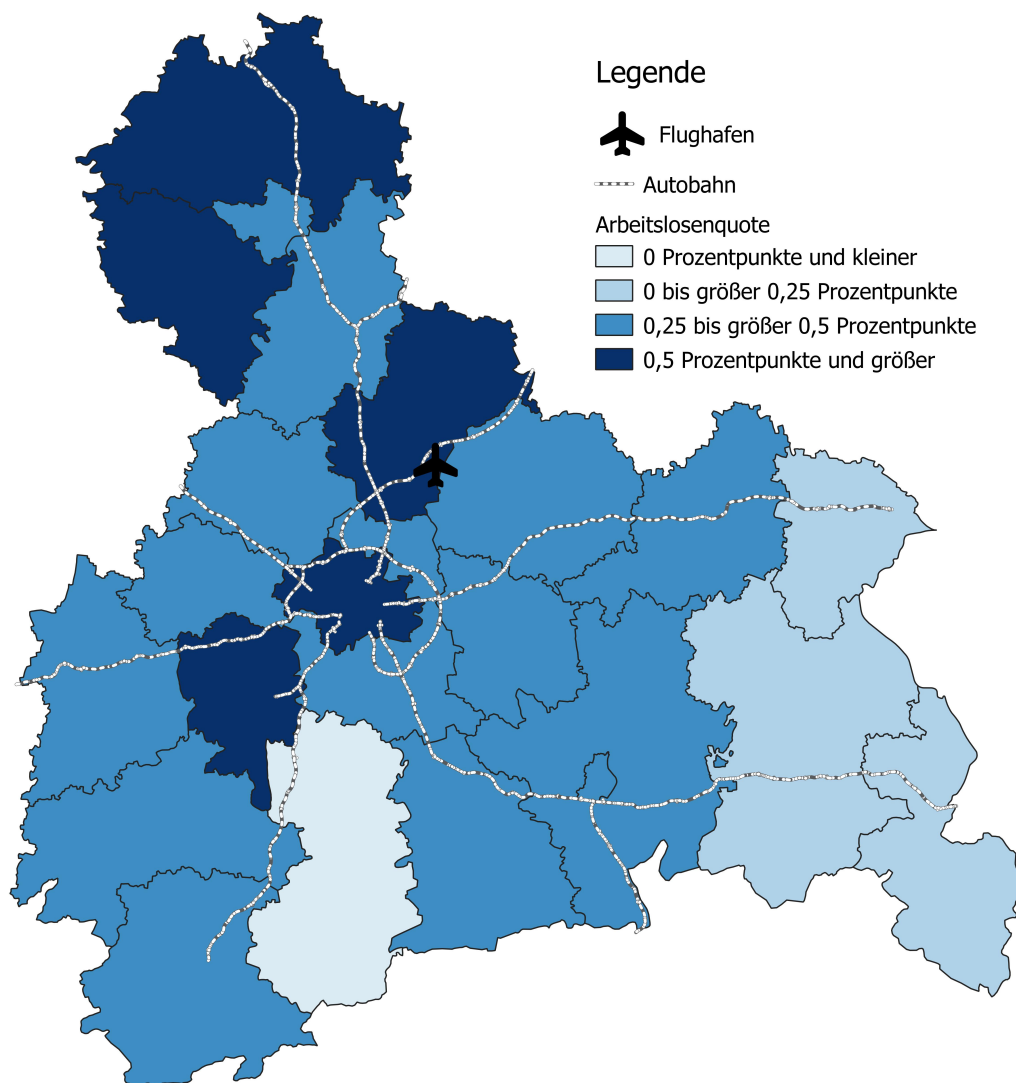 Legende
Flughafen
Autobahn
Arbeitslosenquote
0 Prozentpunkte und kleiner
0 bis größer 0,25 Prozentpunkte
0,25 bis größer 0,5 Prozentpunkte
0,5 Prozentpunkte und größer